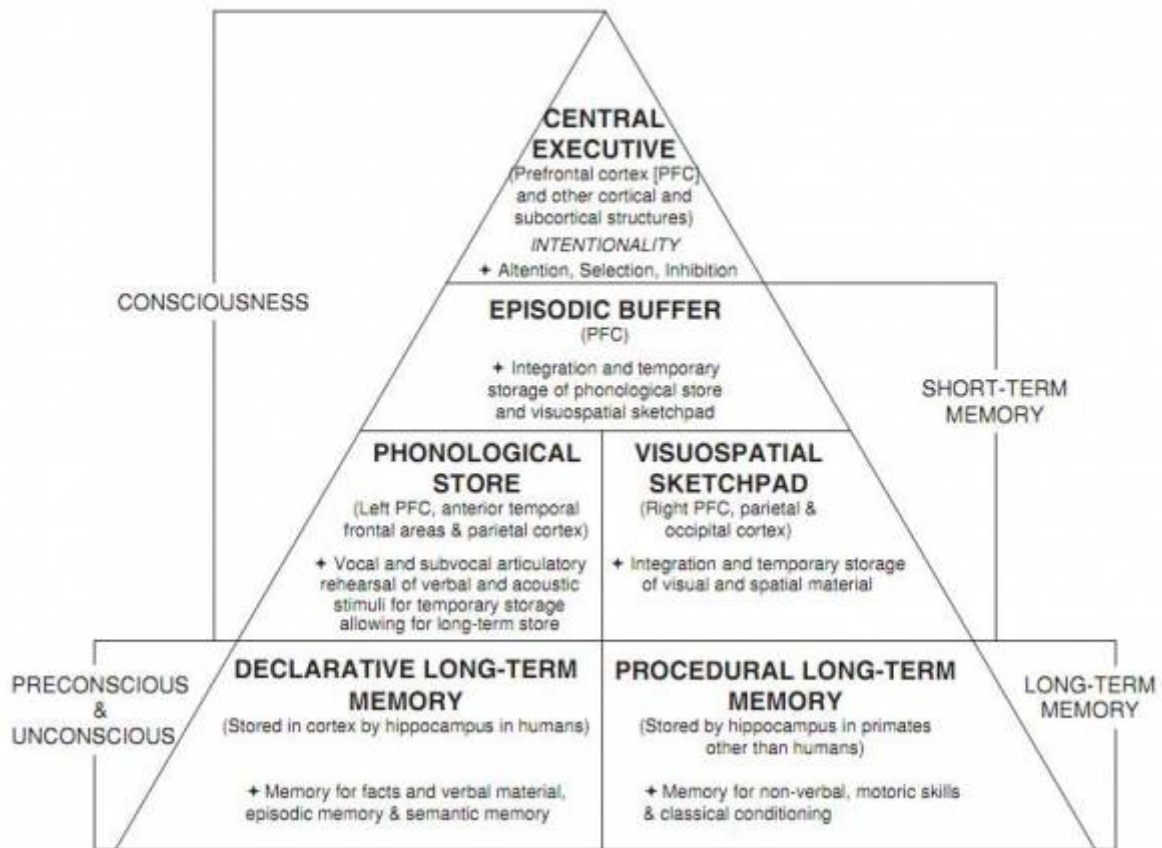 CENTRAL
EXECUTIVE
(Prefrontal cortex [PFC]
and other cortical and
subcortical structures)
INTENTIONALITY
+ Altention, Selection, Inhibition
CONSCIOUSNESS
EPISODIC BUFFER
(PFC)
+ Integration and temporary
storage of phonological store
and visuospatial sketchpad
SHORT-TERM
MEMORY
PHONOLOGICAL
STORE
(Left PFC, anterior temporal
frontal areas & parietal cortex)
+ Vocal and subvocal articulatory
rehearsal of verbal and acoustic
stimuli for temporary storage
allowing for long-term store
VISUOSPATIAL
SKETCHPAD
(Right PFC, parietal &
occipital cortex)
+ Integration and temporary storage
of visual and spatial material
PRECONSCIOUS
&
UNCONSCIOUS
DECLARATIVE LONG-TERM
MEMORY
(Stored in cortex by hippocampus in humans)
+ Memory for facts and verbal material,
episodic memory & semantic memory
PROCEDURAL LONG-TERM
MEMORY
(Stored by hippocampus in primates
other than humans)
+ Memory for non-verbal, motoric skills
& classical conditioning
LONG-TERM
MEMORY